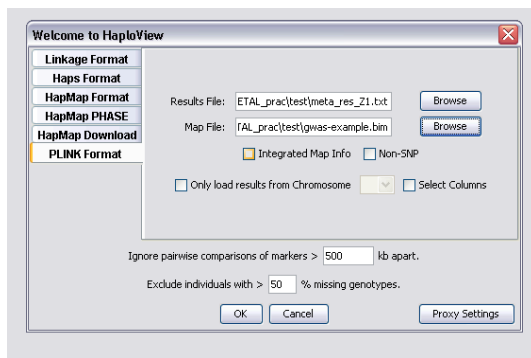 Welcome to HaploView
Linkage Format
Haps Format
HapMap Format
HapMap PHASE
HapMap Download
PLINK Format
Results File: ETAL_prac\test\meta_res_Z1.txt Browse
Map File: TAL_prac\test\gwas-example.bim Browse
Integrated Map Info Non-SNP
Only load results from Chromosome Select Columns
Ignore pairwise comparisons of markers > 500 kb apart.
Exclude individuals with > 50 % missing genotypes.
OK Cancel Proxy Settings